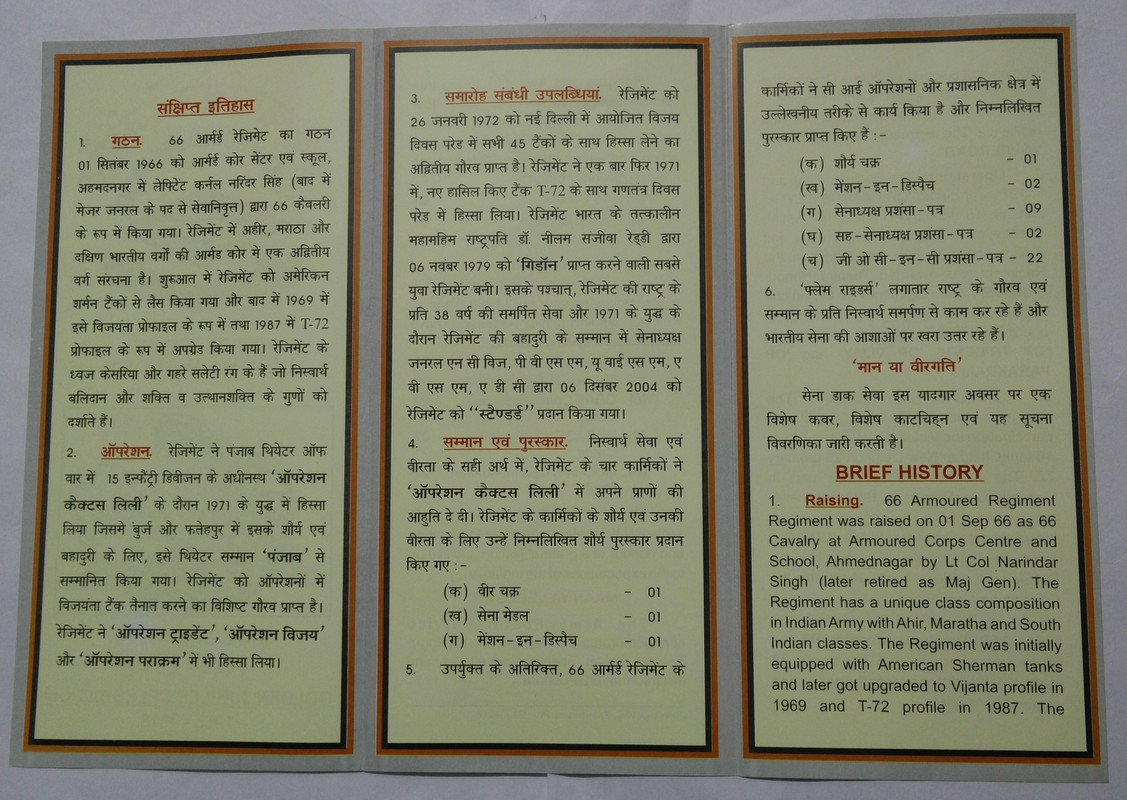 संक्षिप्त इतिहास
1. गठन. 66 आर्मर्ड रेजिमेंट का गठन
01 सितंबर 1966 को आर्मर्ड कोर सेंटर एवं स्कूल,
अहमदनगर में लेफ्टिेंट कर्नल नरिंदर सिंह (बाद में
मेजर जनरल के पद से सेवानिवृत्त) द्वारा 66 कैवलरी
के रूप में किया गया। रेजिमेंट में अहीर, मराठा और
दक्षिण भारतीय वर्गों की आर्मड कोर में एक अद्वितीय
वर्ग संरचना है। शुरूआत में रेजिमेंट को अमेरिकन
शर्मन टैंकों से लैस किया गया और बाद में 1969 में
इसे विजयंता प्रोफाइल के रूप में तथा 1987 में T-72
प्रोफाइल के रूप में अपग्रेड किया गया। रेजिमेंट के
ध्वज केसरिया और गहरे सलेटी रंग के हैं जो निस्वार्थ
बलिदान और शक्ति व उत्थानशक्ति के गुणों को
दर्शाते हैं।
2. ऑपरेशन. रेजिमेंट ने पंजाब थियेटर ऑफ
वार में 15 इन्फैंट्री डिवीजन के अधीनस्थ 'ऑपरेशन
कैक्टस लिली' के दौरान 1971 के युद्ध में हिस्सा
लिया जिसमे बुर्ज और फतेहपुर में इसके शौर्य एवं
बहादुरी के लिए, इसे थियेटर सम्मान 'पंजाब' से
सम्मानित किया गया। रेजिमेंट को ऑपरेशनों में
विजयंता टैंक तैनात करने का विशिष्ट गौरव प्राप्त है।
रेजिमेंट ने 'ऑपरेशन ट्राइडेंट', 'ऑपरेशन विजय'
और 'ऑपरेशन पराक्रम' में भी हिस्सा लिया।
3. समारोह संबंधी उपलब्धियां. रेजिमेंट को
26 जनवरी 1972 को नई दिल्ली में आयोजित विजय
दिवस परेड में सभी 45 टैंकों के साथ हिस्सा लेने का
अद्वितीय गौरव प्राप्त है। रेजिमेंट ने एक बार फिर 1971
में, नए हासिल किए टैंक T-72 के साथ गणतंत्र दिवस
परेड में हिस्सा लिया। रेजिमेंट भारत के तत्कालीन
महामहिम राष्ट्रपति डॉ. नीलम संजीवा रेड्डी द्वारा
06 नवंबर 1979 को 'गिडॉन' प्राप्त करने वाली सबसे
युवा रेजिमेंट बनी। इसके पश्चात्, रेजिमेंट की राष्ट्र के
प्रति 38 वर्ष की समर्पित सेवा और 1971 के युद्ध के
दौरान रेजिमेंट की बहादुरी के सम्मान में सेनाध्यक्ष
जनरल एन सी विज, पी वी एस एम, यू वाई एस एम, ए
वी एस एम, ए डी सी द्वारा 06 दिसंबर 2004 को
रेजिमेंट को ''स्टैण्डर्ड'' प्रदान किया गया।
4. सम्मान एवं पुरस्कार. निस्वार्थ सेवा एवं
वीरता के सही अर्थ में, रेजिमेंट के चार कार्मिकों ने
'ऑपरेशन कैक्टस लिली' में अपने प्राणों की
आहुति दे दी। रेजिमेंट के कार्मिकों के शौर्य एवं उनकी
वीरता के लिए उन्हें निम्नलिखित शौर्य पुरस्कार प्रदान
किए गए :-
(क) वीर चक्र - 01
(ख) सेना मेडल - 01
(ग) मेंशन-इन-डिस्पैच - 01
5. उपर्युक्त के अतिरिक्त, 66 आर्मर्ड रेजिमेंट के
कार्मिकों ने सी आई ऑपरेशनों और प्रशासनिक क्षेत्र में
उल्लेखनीय तरीके से कार्य किया है और निम्नलिखित
पुरस्कार प्राप्त किए हैं :-
(क) शौर्य चक्र - 01
(ख) मेंशन-इन-डिस्पैच - 02
(ग) सेनाध्यक्ष प्रशंसा-पत्र - 09
(घ) सह-सेनाध्यक्ष प्रशंसा-पत्र - 02
(च) जी ओ सी-इन-सी प्रशंसा-पत्र - 22
6. 'फ्लेम राइडर्स' लगातार राष्ट्र के गौरव एवं
सम्मान के प्रति निस्वार्थ समर्पण से काम कर रहे हैं और
भारतीय सेना की आशाओं पर खरा उतर रहे हैं।
'मान या वीरगति'
सेना डाक सेवा इस यादगार अवसर पर एक
विशेष कवर, विशेष काटचिह्न एवं यह सूचना
विवरणिका जारी करती है।
BRIEF HISTORY
1. Raising. 66 Armoured Regiment
Regiment was raised on 01 Sep 66 as 66
Cavalry at Armoured Corps Centre and
School, Ahmednagar by Lt Col Narindar
Singh (later retired as Maj Gen). The
Regiment has a unique class composition
in Indian Army with Ahir, Maratha and South
Indian classes. The Regiment was initially
equipped with American Sherman tanks
and later got upgraded to Vijanta profile in
1969 and T-72 profile in 1987. The